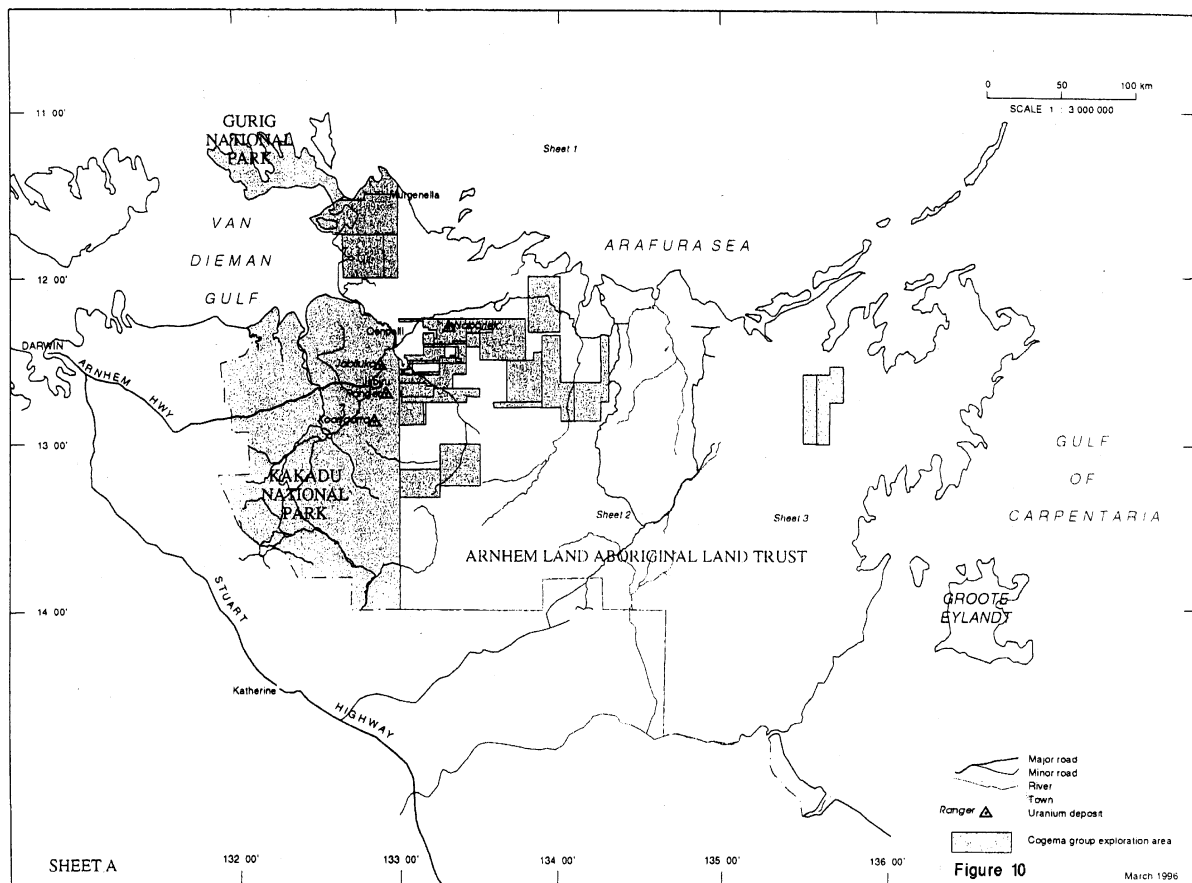 0 50 100 km
SCALE 1 : 3 000 000
11 00'
GURIG
NATIONAL
PARK
Sheet 1
Murgenella
VAN
DIEMAN
GULF
ARAFURA SEA
12 00'
Oenpelli
Nabarlek
DARWIN
Jabiluka
ARNHEM
HWY
Jabiru
Ranger
Koongarra
13 00'
GULF
OF
CARPENTARIA
KAKADU
NATIONAL
PARK
Sheet 2
Sheet 3
ARNHEM LAND ABORIGINAL LAND TRUST
STUART
HIGHWAY
14 00'
GROOTE
EYLANDT
Katherine
Major road
Minor road
River
Town
Ranger Uranium deposit
Cogema group exploration area
132 00' 133 00' 134 00' 135 00' 136 00'
SHEET A
Figure 10
March 1996